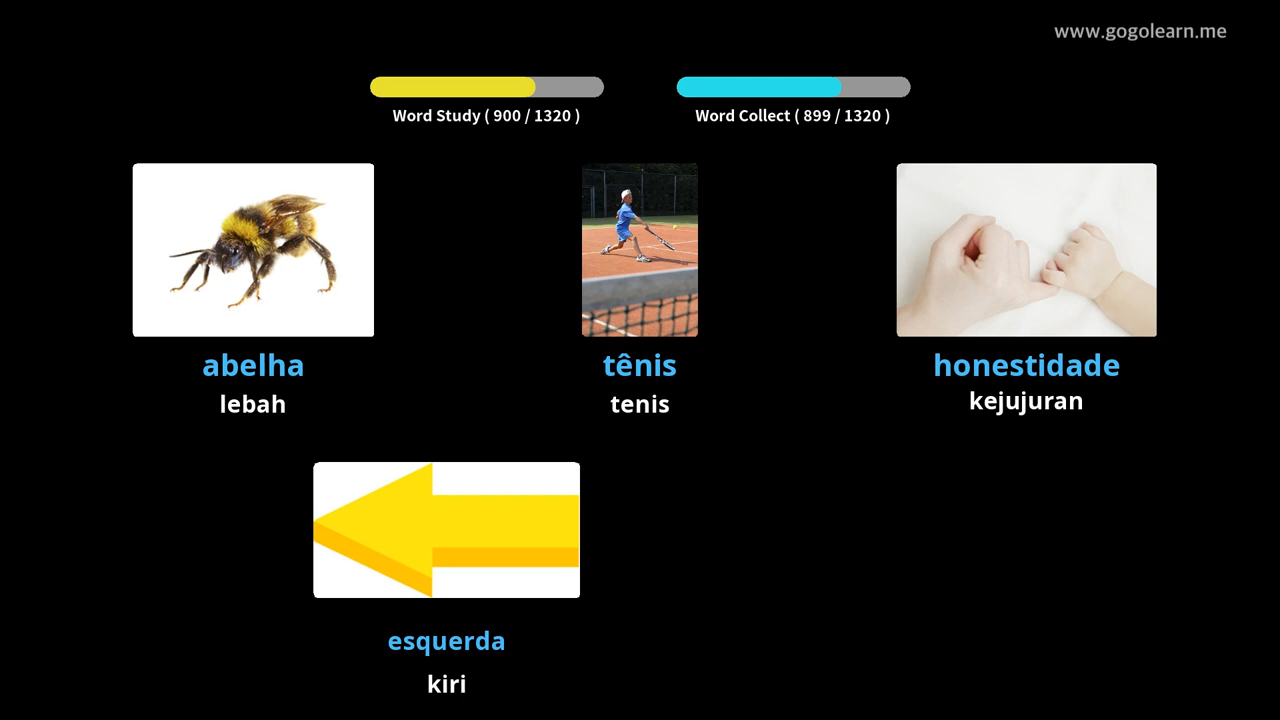 www.gogolearn.me
Word Study ( 900 / 1320 )
Word Collect ( 899 / 1320 )
abelha
lebah
tênis
tenis
honestidade
kejujuran
esquerda
kiri